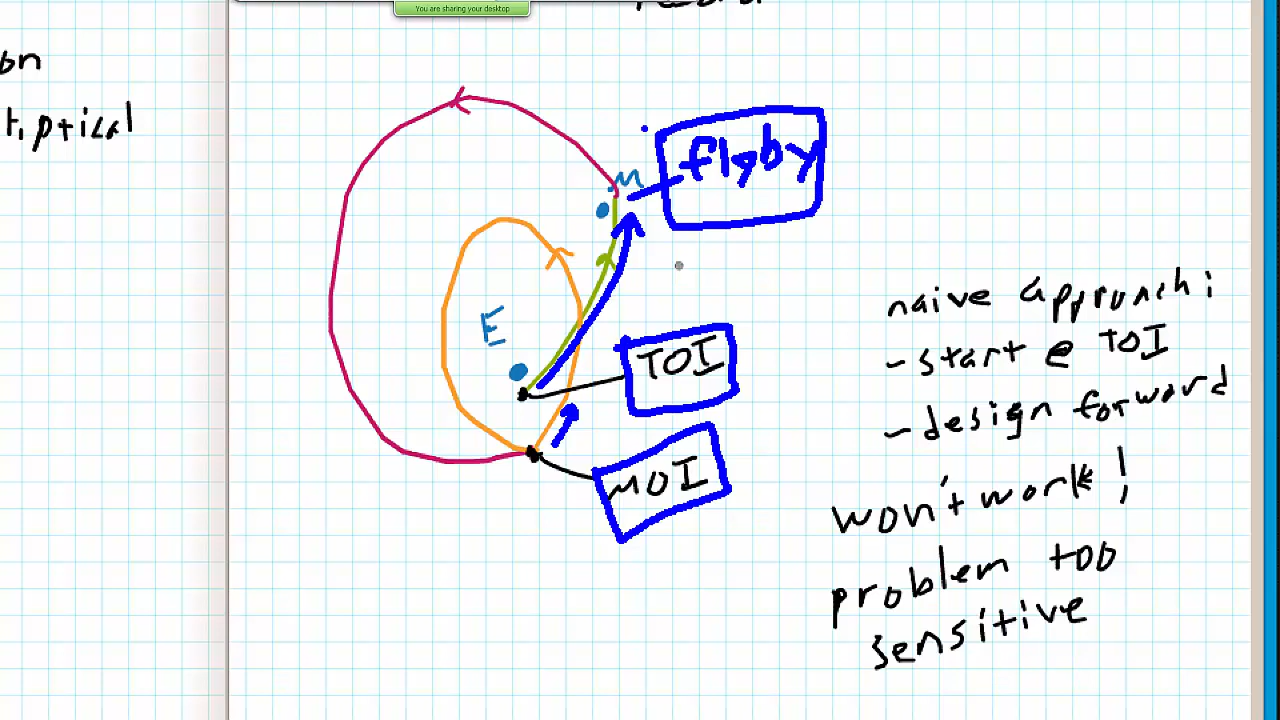 You are sharing your desktop
on
t,ptical
M
flyby
E
TOI
MOI
naive approach:
- start @ TOI
- design forward
won't work!
problem too
sensitive